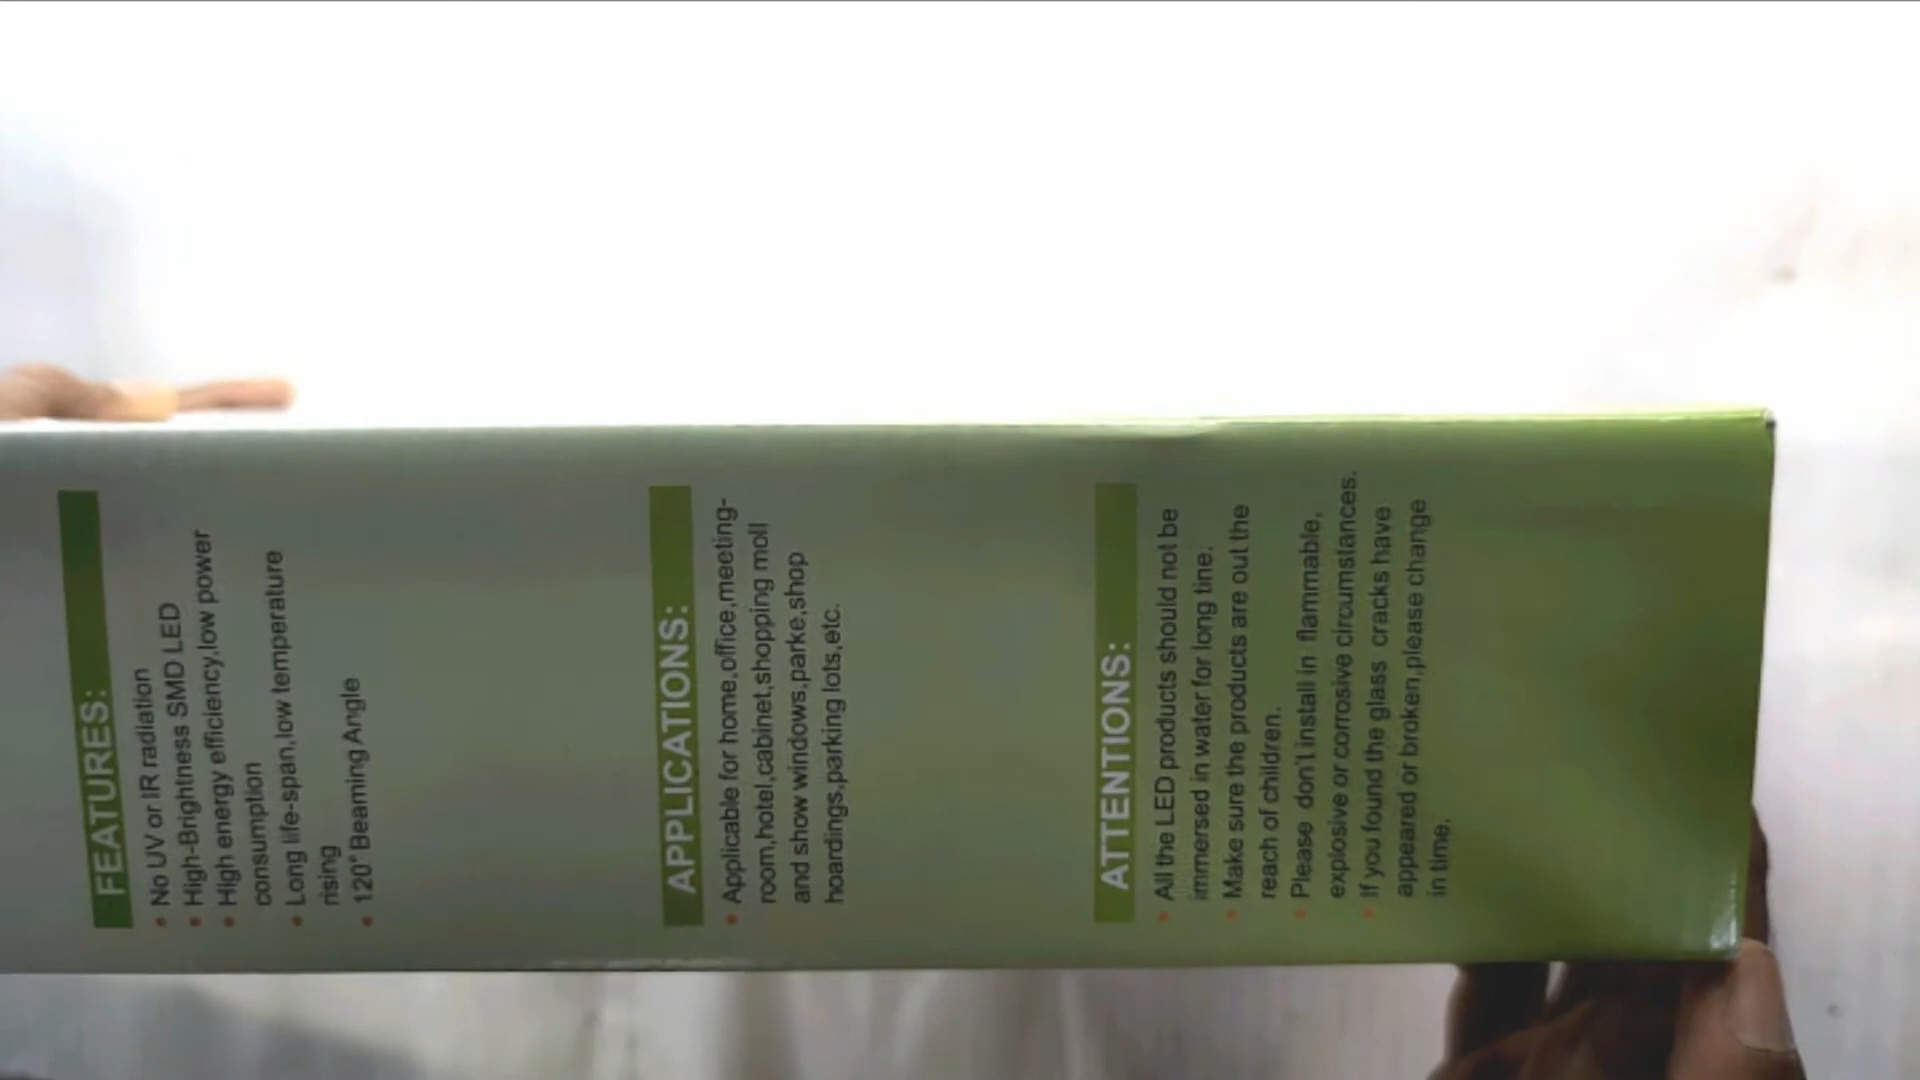 FEATURES:
• No UV or IR radiation
• High-Brightness SMD LED
• High energy efficiency,low power
consumption
• Long life-span,low temperature
rising
• 120° Beaming Angle
APPLICATIONS:
• Applicable for home,office,meeting-
room,hotel,cabinet,shopping moll
and show windows,parke,shop
hoardings,parking lots,etc.
ATTENTIONS:
• All the LED products should not be
immersed in water for long tine.
• Make sure the products are out the
reach of children.
• Please don't install in flammable,
explosive or corrosive circumstances.
• If you found the glass cracks have
appeared or broken,please change
in time.